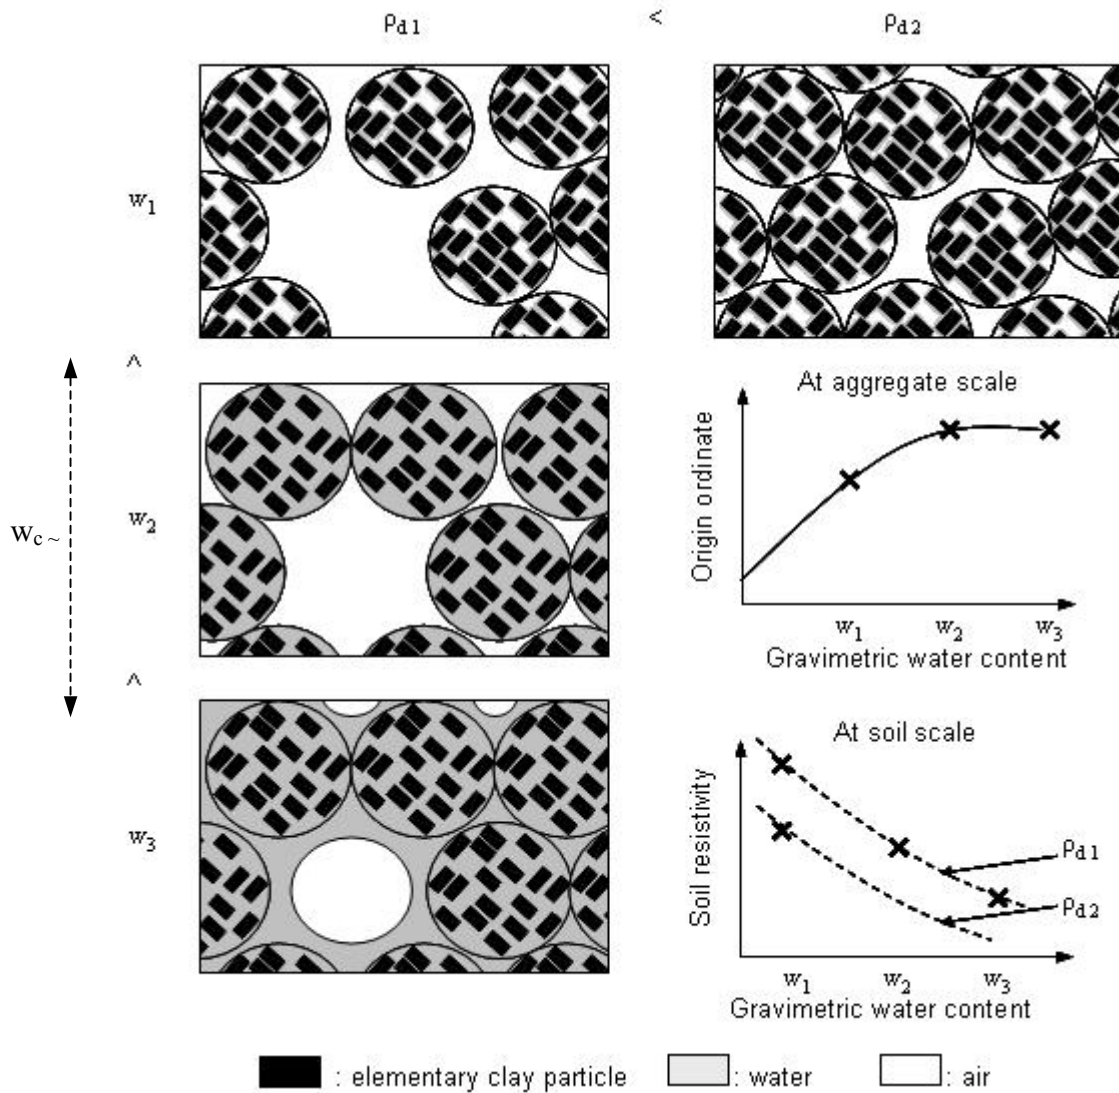 ρd1 < ρd2
w1
^
w2
wc ~
^
w3
At aggregate scale
Origin ordinate
w1 w2 w3
Gravimetric water content
At soil scale
Soil resistivity
ρd1
ρd2
w1 w2 w3
Gravimetric water content
: elementary clay particle : water : air